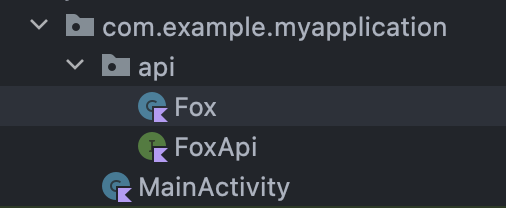 com.example.myapplication
api
Fox
FoxApi
MainActivity